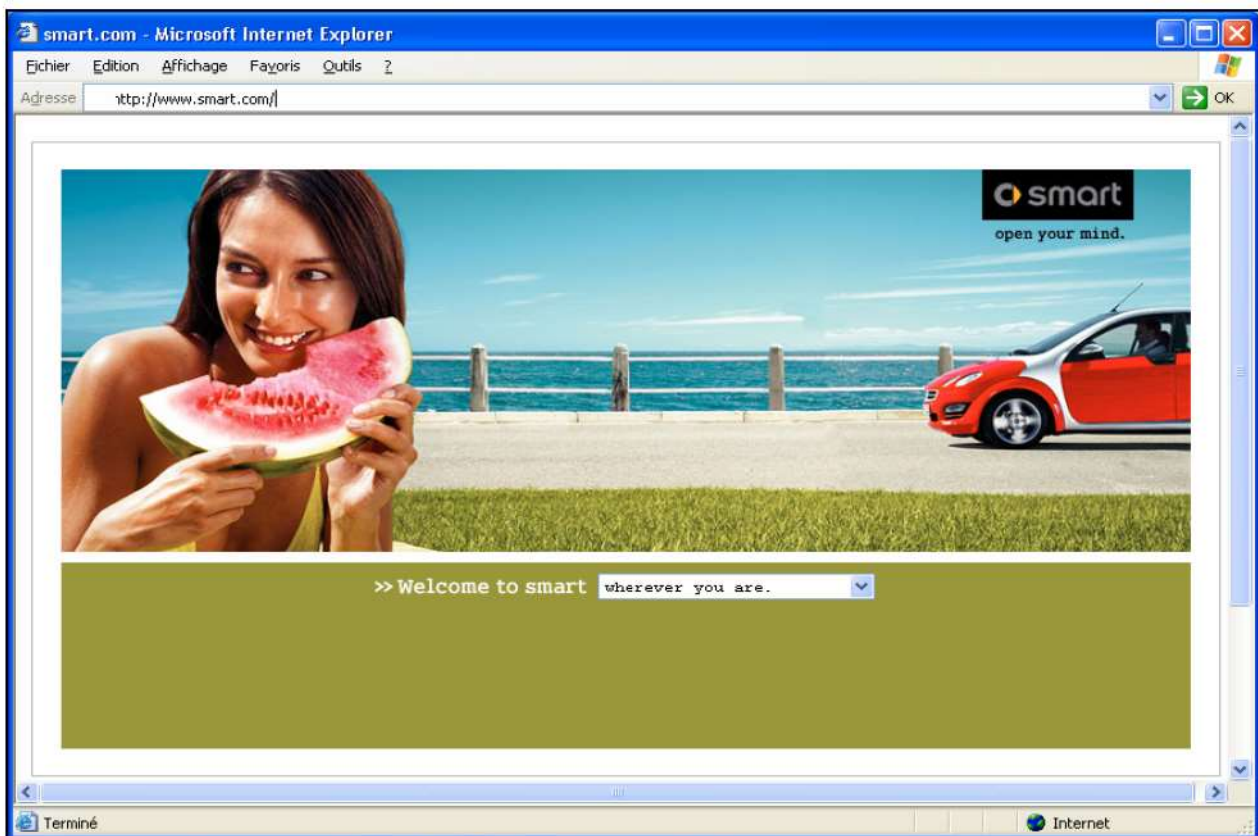 smart.com - Microsoft Internet Explorer
Fichier Edition Affichage Favoris Outils ?
Adresse ttp://www.smart.com/ OK
smart
open your mind.
>> Welcome to smart wherever you are.
Terminé Internet